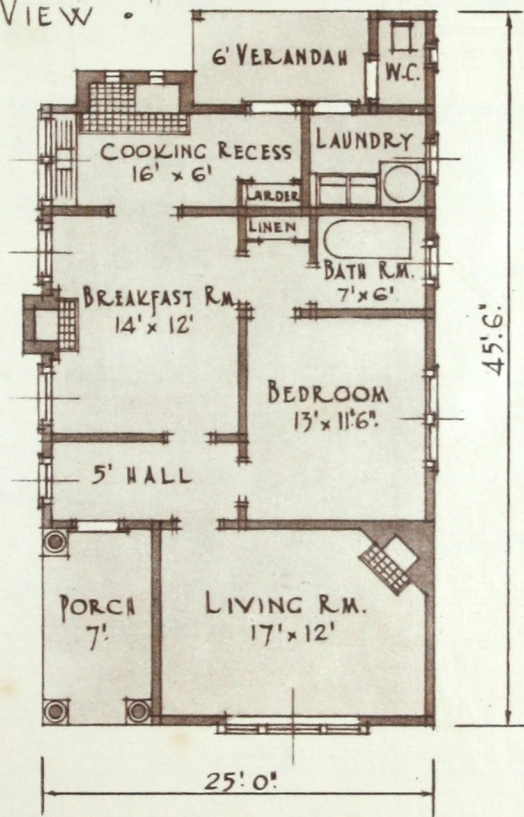 VIEW .
6' VERANDAH
W.C.
LAUNDRY
COOKING RECESS
16' x 6'
LARDER
LINEN
BATH RM.
7' x 6'
BREAKFAST RM
14' x 12'
BEDROOM
13' x 11'6".
45'.6".
5' HALL
PORCH
7'.
LIVING RM.
17' x 12'
25'.0".